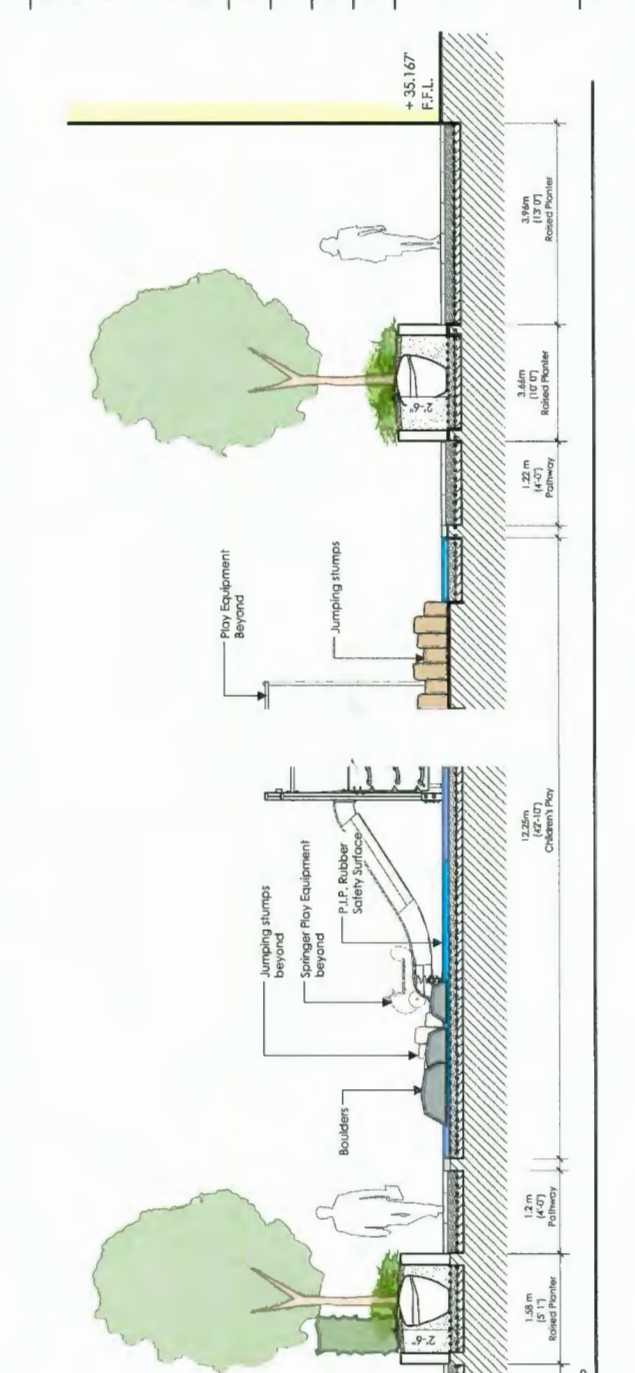 + 35.167'
F.F.L.
Play Equipment
Beyond
Jumping stumps
Jumping stumps
beyond
Springer Play Equipment
beyond
P.I.P. Rubber
Safety Surface
Boulders
2'-6"
2'-6"
1.58 m
(5' 1")
Raised Planter
1.2 m
(4'-0")
Pathway
12.25m
(42'-10")
Children's Play
1.22 m
(4'-0")
Pathway
3.66m
(10' 0")
Raised Planter
3.96m
(13' 0")
Raised Planter